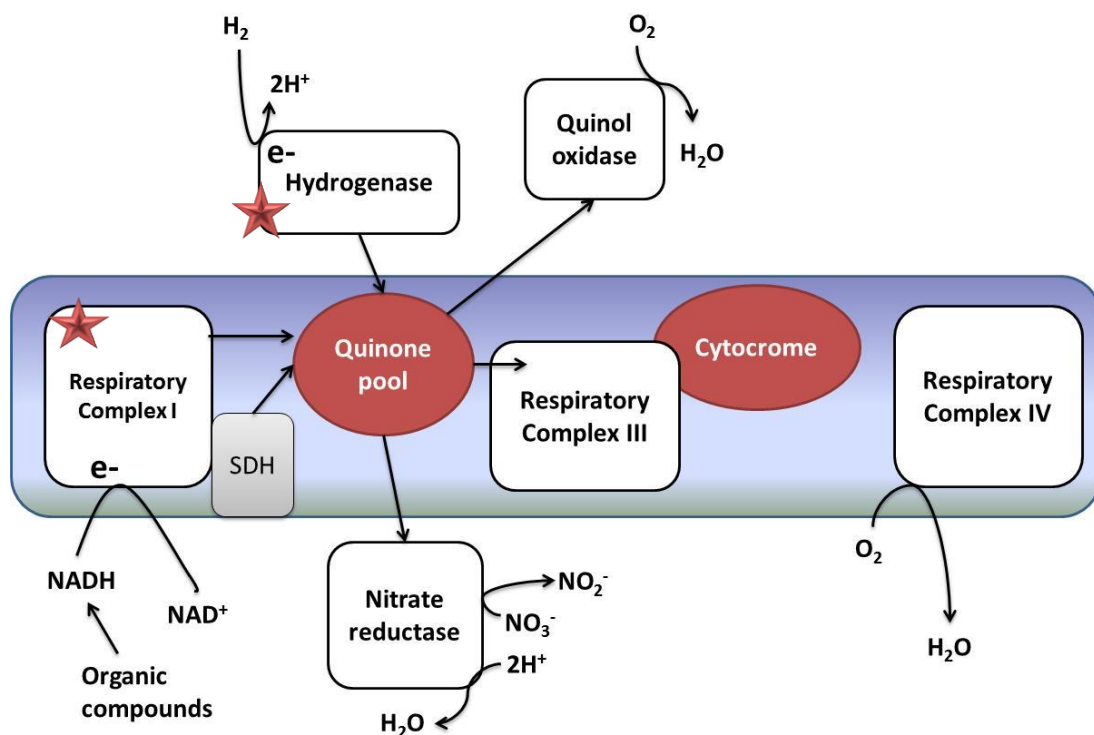 H₂
2H⁺
e-
Hydrogenase
O₂
Quinol
oxidase
H₂O
Respiratory
Complex I
e-
SDH
Quinone
pool
Respiratory
Complex III
Cytocrome
Respiratory
Complex IV
NADH
NAD⁺
Organic
compounds
Nitrate
reductase
NO₂⁻
NO₃⁻
2H⁺
H₂O
O₂
H₂O